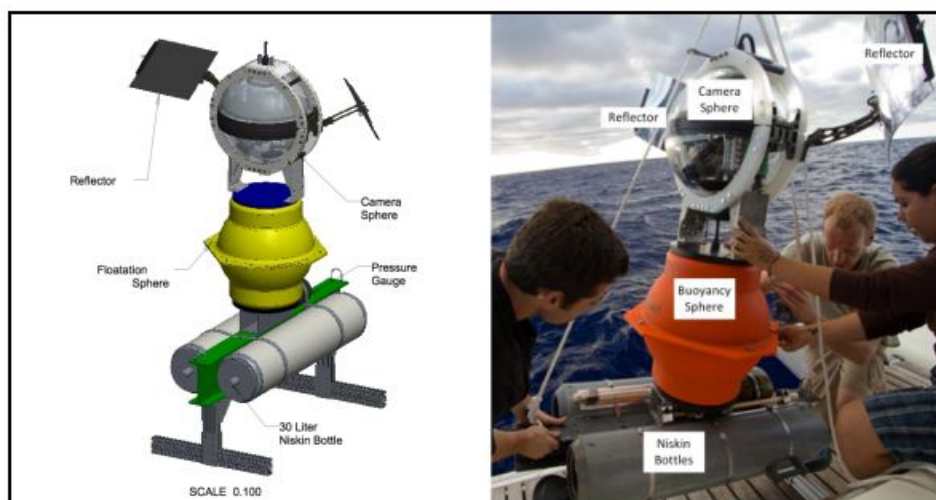 Reflector
Camera
Sphere
Floatation
Sphere
Pressure
Gauge
30 Liter
Niskin Bottle
SCALE 0.100
Reflector
Camera
Sphere
Reflector
Buoyancy
Sphere
Niskin
Bottles